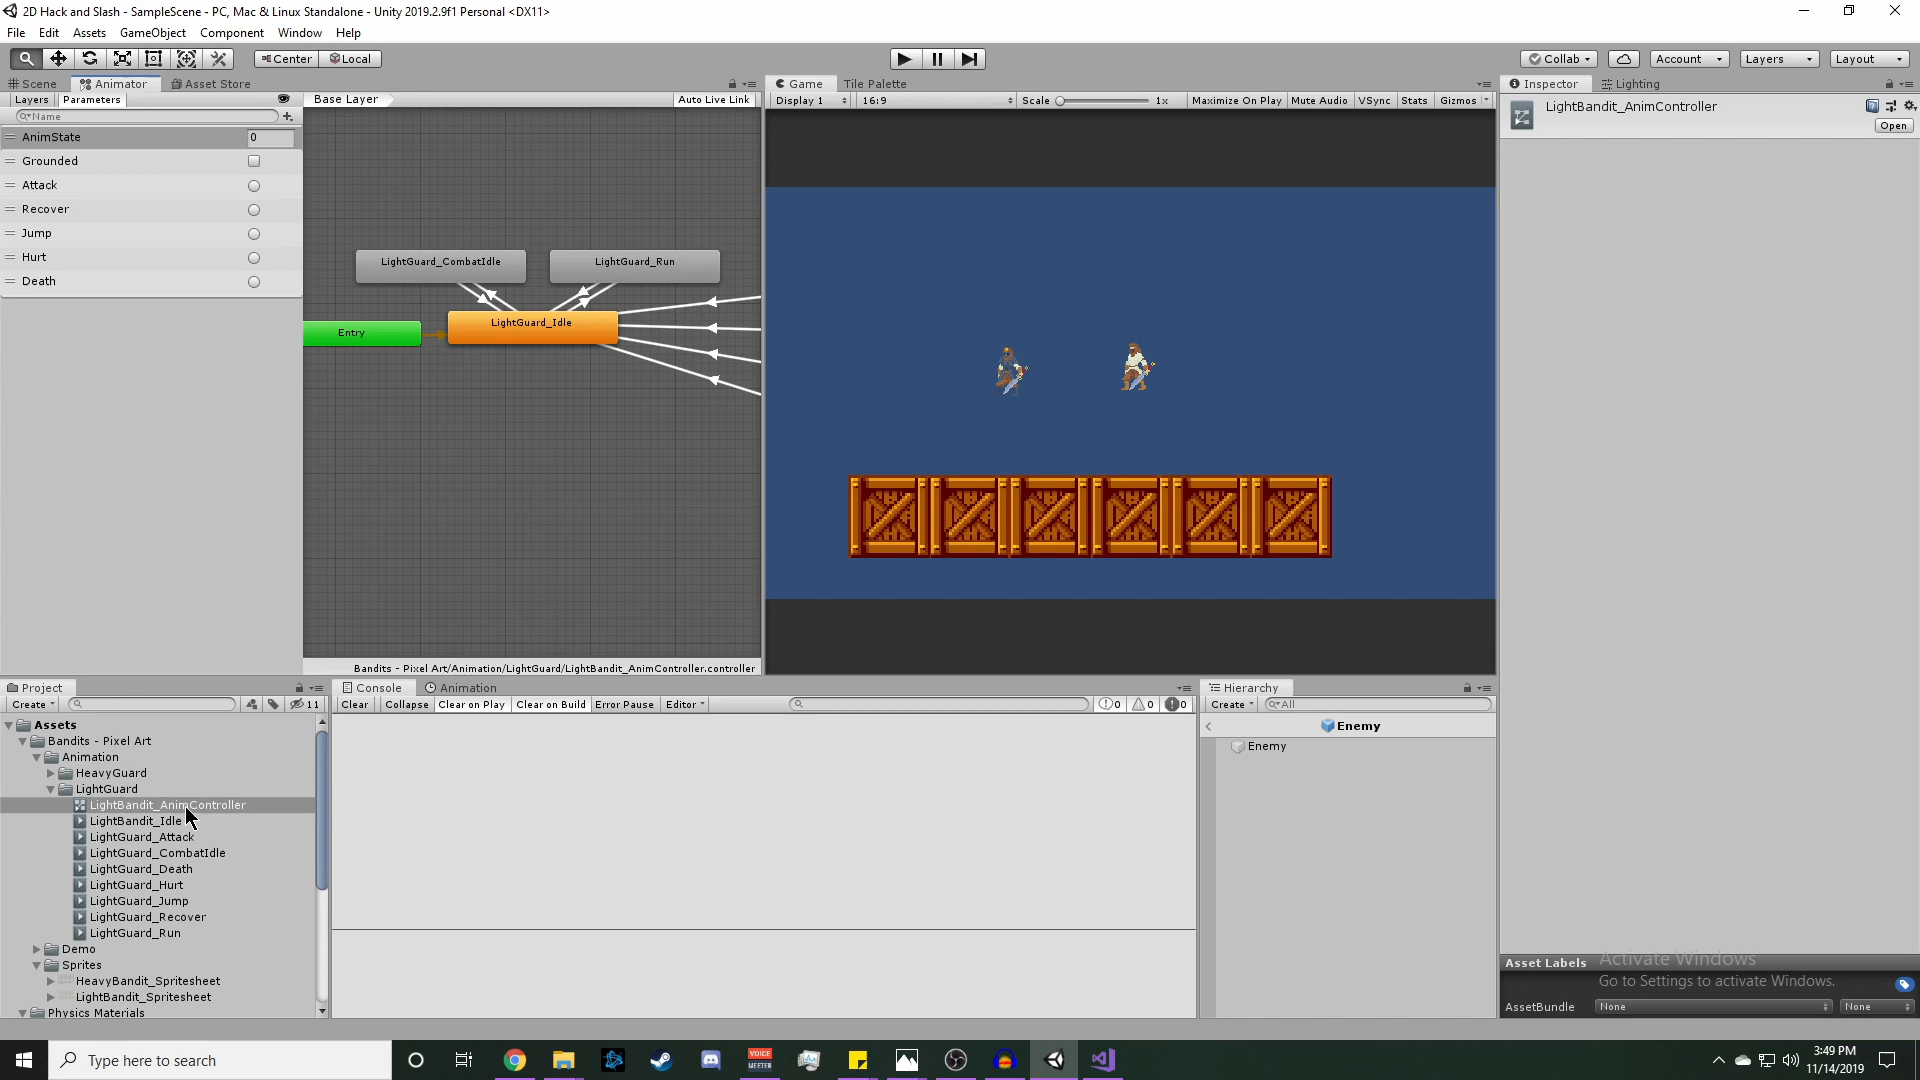 2D Hack and Slash - SampleScene - PC, Mac & Linux Standalone - Unity 2019.2.9f1 Personal <DX11>
File Edit Assets GameObject Component Window Help
Center Local Collab Account Layers Layout
Scene Animator Asset Store Game Tile Palette Inspector Lighting
Layers Parameters Base Layer Auto Live Link Display 1 16:9 Scale 1x Maximize On Play Mute Audio VSync Stats Gizmos
LightBandit_AnimController
Open
Name
AnimState 0
Grounded
Attack
Recover
Jump
Hurt
Death
LightGuard_CombatIdle LightGuard_Run
LightGuard_Idle
Entry
Bandits - Pixel Art/Animation/LightGuard/LightBandit_AnimController.controller
Project Console Animation Hierarchy
Create 11 Clear Collapse Clear on Play Clear on Build Error Pause Editor 0 0 0 Create All
Assets
Bandits - Pixel Art
Animation
HeavyGuard
LightGuard
LightBandit_AnimController
LightBandit_Idle
LightGuard_Attack
LightGuard_CombatIdle
LightGuard_Death
LightGuard_Hurt
LightGuard_Jump
LightGuard_Recover
LightGuard_Run
Demo
Sprites
HeavyBandit_Spritesheet
LightBandit_Spritesheet
Physics Materials
Enemy
Enemy
Asset Labels
Activate Windows
Go to Settings to activate Windows.
AssetBundle None None
Type here to search
VOICE
MEETER
3:49 PM
11/14/2019